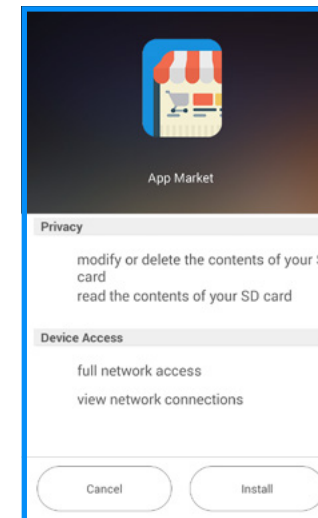 App Market
Privacy
modify or delete the contents of your
card
read the contents of your SD card
Device Access
full network access
view network connections
Cancel
Install